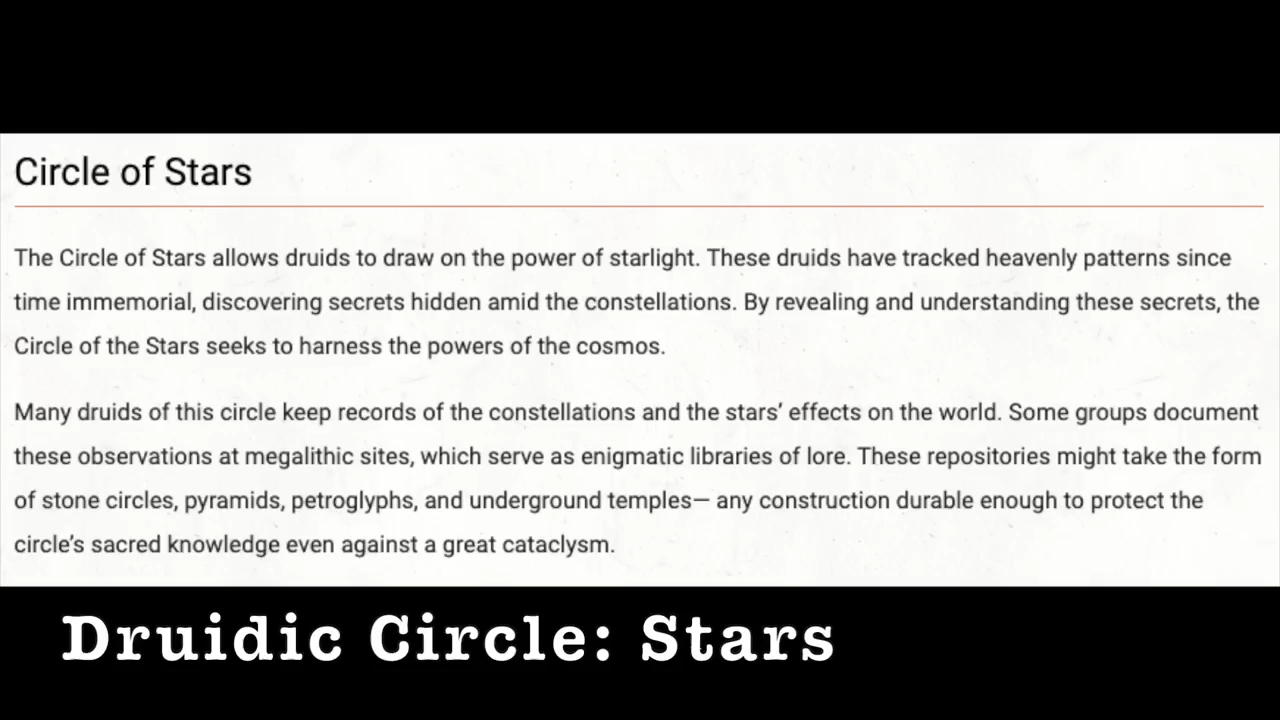 Circle of Stars
The Circle of Stars allows druids to draw on the power of starlight. These druids have tracked heavenly patterns since
time immemorial, discovering secrets hidden amid the constellations. By revealing and understanding these secrets, the
Circle of the Stars seeks to harness the powers of the cosmos.
Many druids of this circle keep records of the constellations and the stars’ effects on the world. Some groups document
these observations at megalithic sites, which serve as enigmatic libraries of lore. These repositories might take the form
of stone circles, pyramids, petroglyphs, and underground temples— any construction durable enough to protect the
circle’s sacred knowledge even against a great cataclysm.
Druidic Circle: Stars